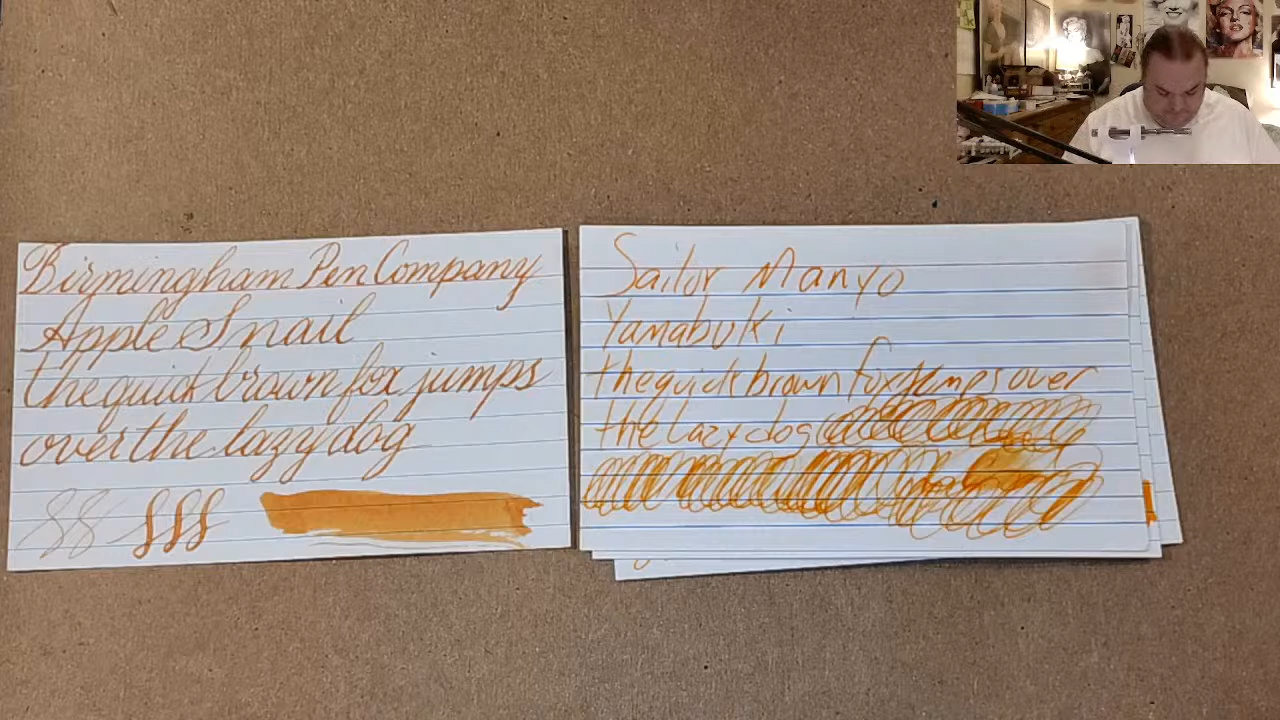 Birmingham Pen Company
Apple Snail
the quick brown fox jumps
over the lazy dog
Sailor Manyo
Yamabuki
the quick brown fox jumps over
the lazy dog